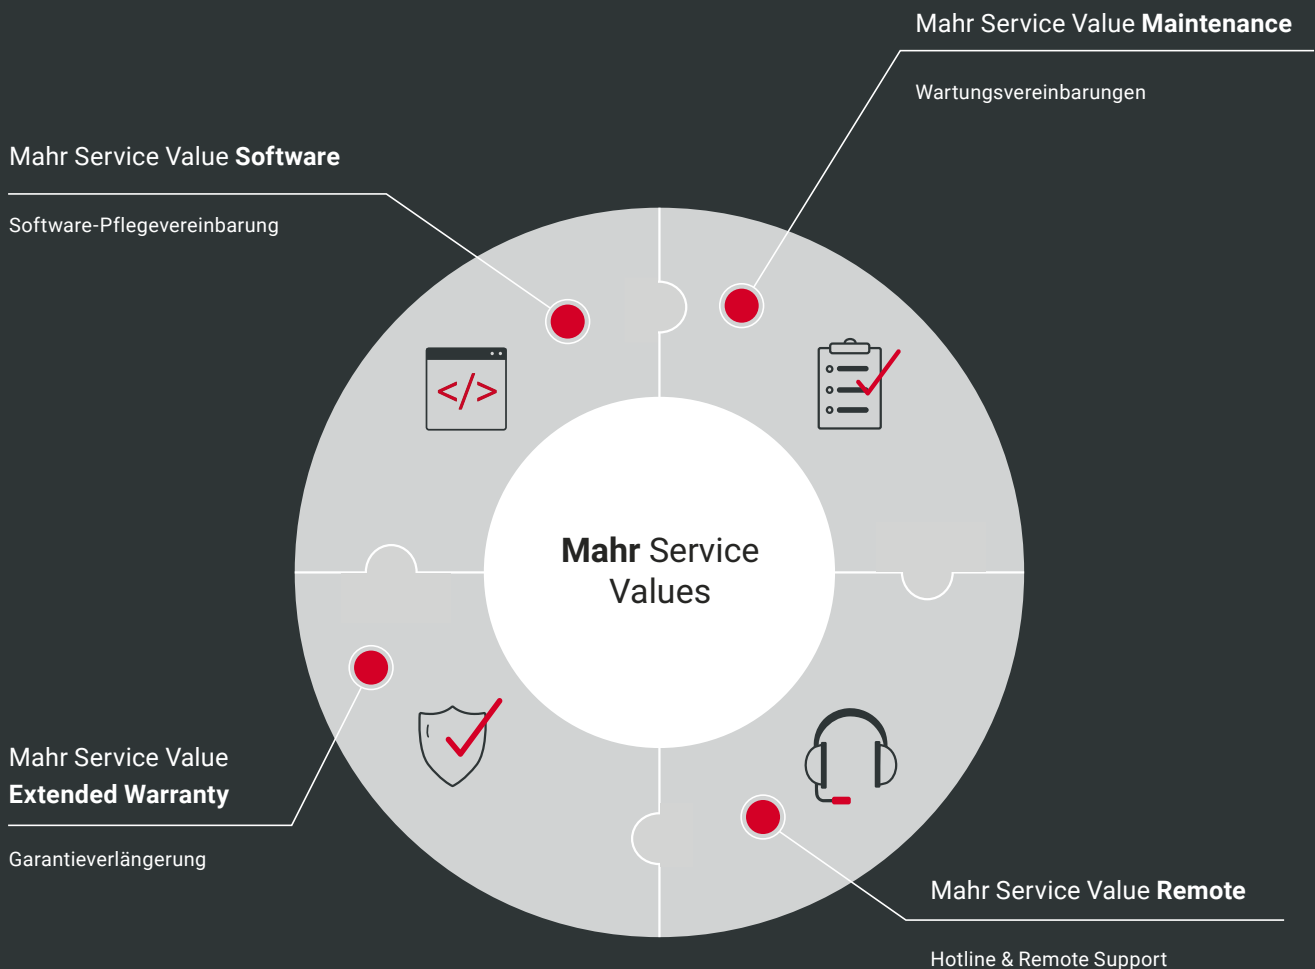 Mahr Service Value Maintenance
Wartungsvereinbarungen
Mahr Service Value Software
Software-Pflegevereinbarung
</>
Mahr Service
Values
Mahr Service Value
Extended Warranty
Garantieverlängerung
Mahr Service Value Remote
Hotline & Remote Support